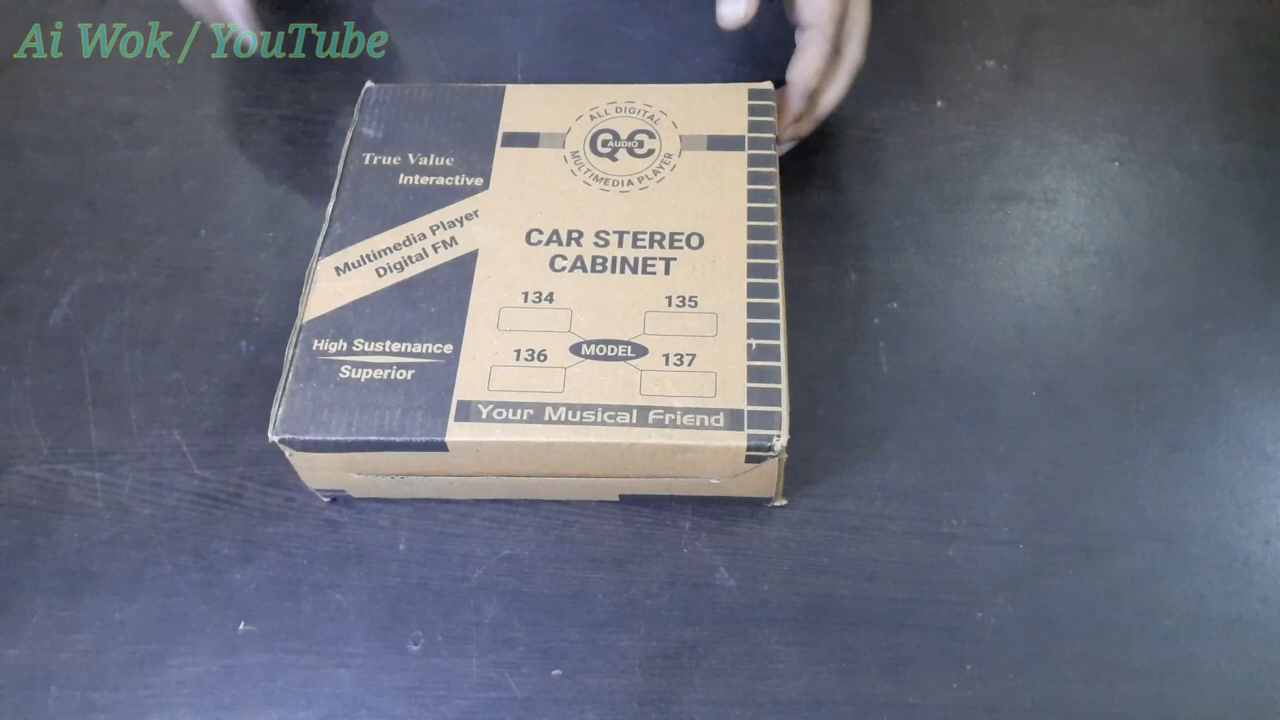 Ai Wok / YouTube
ALL DIGITAL
QC
AUDIO
MULTIMEDIA PLAYER
True Value
Interactive
Multimedia Player
Digital FM
High Sustenance
Superior
CAR STEREO
CABINET
134
135
MODEL
136
137
Your Musical Friend